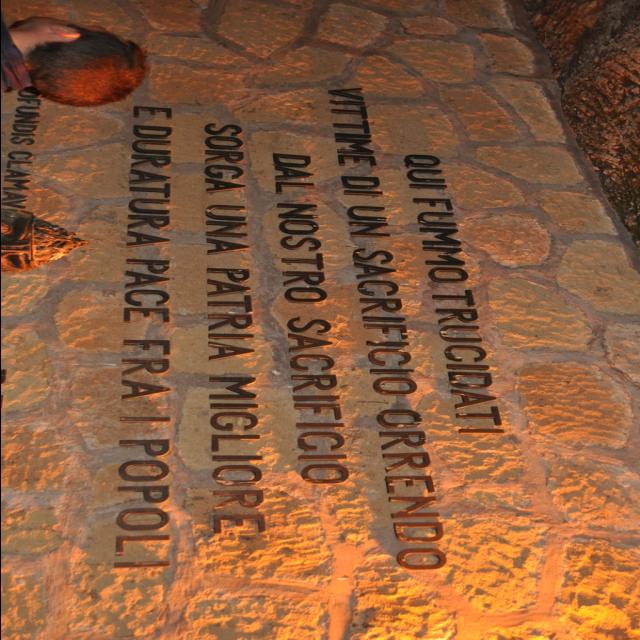 QUI FUMMO TRUCIDATI
VITTIME DI UN SACRIFICIO ORRENDO
DAL NOSTRO SACRIFICIO
SORGA UNA PATRIA MIGLIORE
E DURATURA PACE FRA I POPOLI